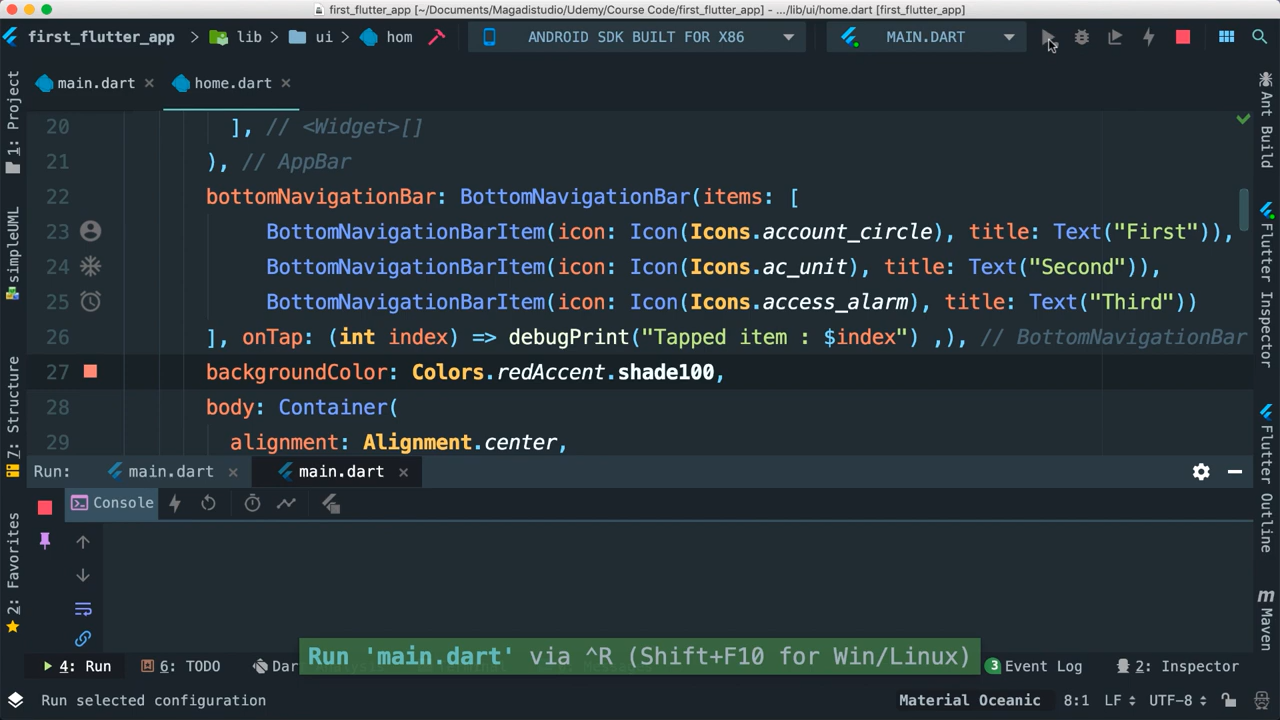 first_flutter_app [~/Documents/Magadistudio/Udemy/Course Code/first_flutter_app] - .../lib/ui/home.dart [first_flutter_app]
first_flutter_app lib ui hom ANDROID SDK BUILT FOR X86 MAIN.DART
main.dart home.dart
20 ], // <Widget>[]
21 ), // AppBar
22 bottomNavigationBar: BottomNavigationBar(items: [
23 BottomNavigationBarItem(icon: Icon(Icons.account_circle), title: Text("First")),
24 BottomNavigationBarItem(icon: Icon(Icons.ac_unit), title: Text("Second")),
25 BottomNavigationBarItem(icon: Icon(Icons.access_alarm), title: Text("Third"))
26 ], onTap: (int index) => debugPrint("Tapped item : $index") ,), // BottomNavigationBar
27 backgroundColor: Colors.redAccent.shade100,
28 body: Container(
29 alignment: Alignment.center,
1: Project
simpleUML
7: Structure
2: Favorites
Ant Build
Flutter Inspector
Flutter Outline
m
Maven
Run: main.dart main.dart
Console
Run 'main.dart' via ^R (Shift+F10 for Win/Linux)
4: Run 6: TODO Dar 3 Event Log 2: Inspector
Run selected configuration Material Oceanic 8:1 LF UTF-8